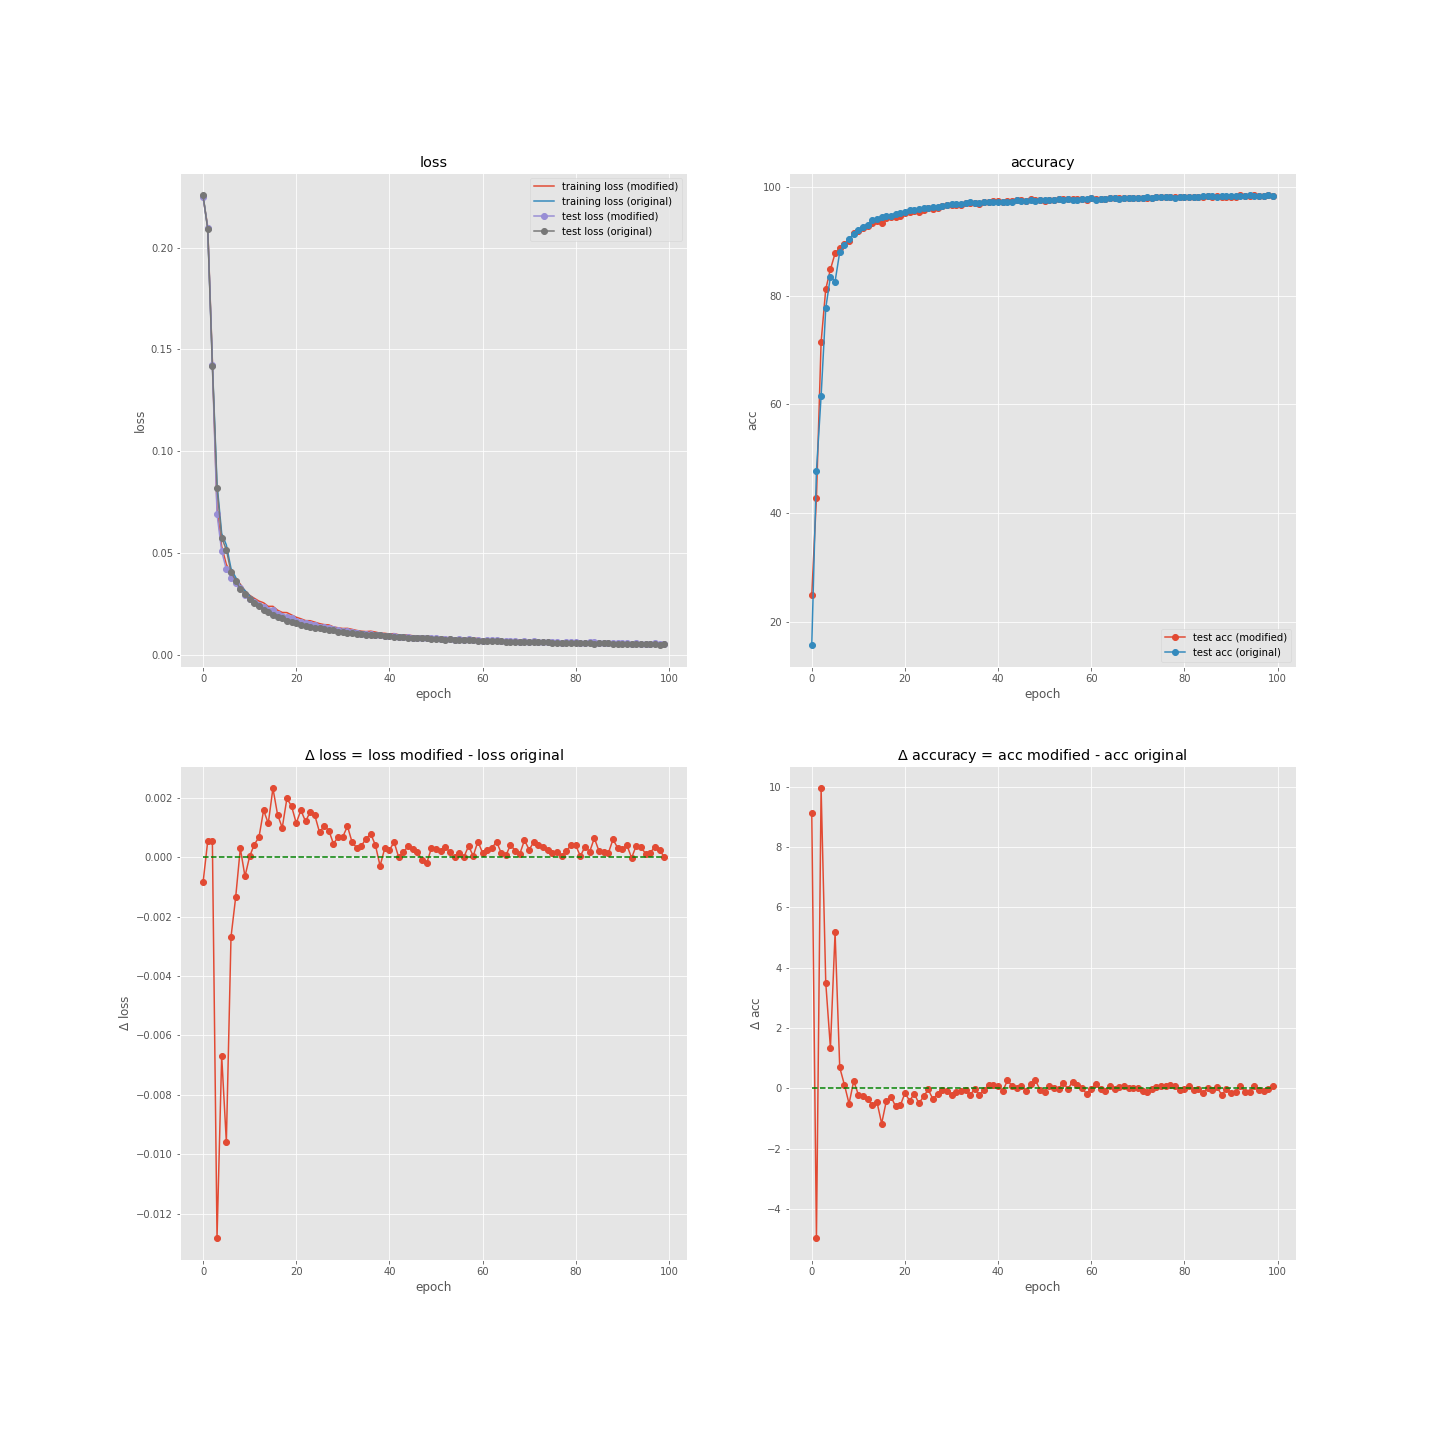 loss
training loss (modified)
training loss (original)
test loss (modified)
test loss (original)
0.20
0.15
0.10
0.05
0.00
loss
0 20 40 60 80 100
epoch
accuracy
100
80
60
40
20
acc
test acc (modified)
test acc (original)
0 20 40 60 80 100
epoch
Δ loss = loss modified - loss original
0.002
0.000
−0.002
−0.004
−0.006
−0.008
−0.010
−0.012
Δ loss
0 20 40 60 80 100
epoch
Δ accuracy = acc modified - acc original
10
8
6
4
2
0
−2
−4
Δ acc
0 20 40 60 80 100
epoch